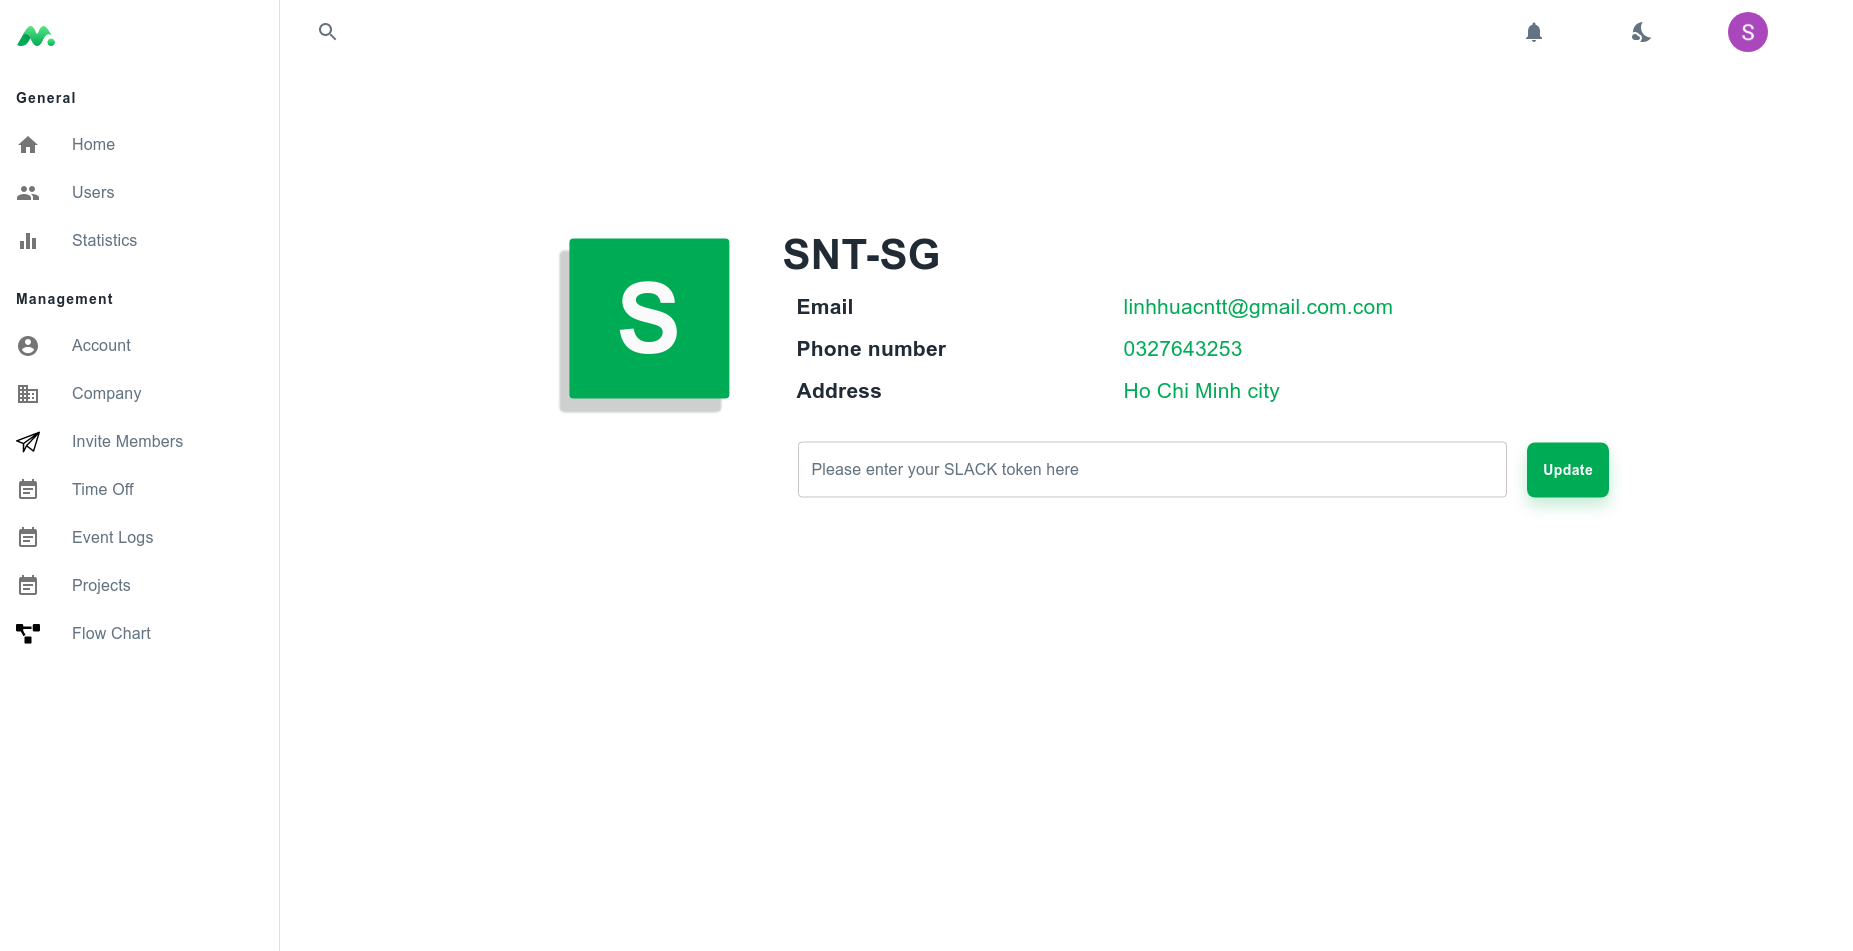 S
General
Home
Users
Statistics
Management
Account
Company
Invite Members
Time Off
Event Logs
Projects
Flow Chart
S
SNT-SG
Email linhhuacntt@gmail.com.com
Phone number 0327643253
Address Ho Chi Minh city
Please enter your SLACK token here Update